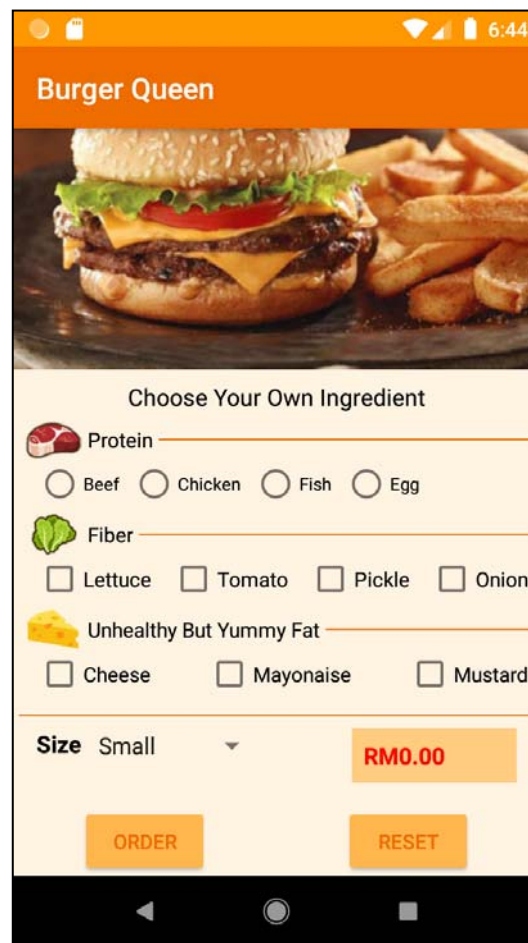 6:44
Burger Queen
Choose Your Own Ingredient
Protein
Beef Chicken Fish Egg
Fiber
Lettuce Tomato Pickle Onion
Unhealthy But Yummy Fat
Cheese Mayonaise Mustard
Size Small RM0.00
ORDER RESET